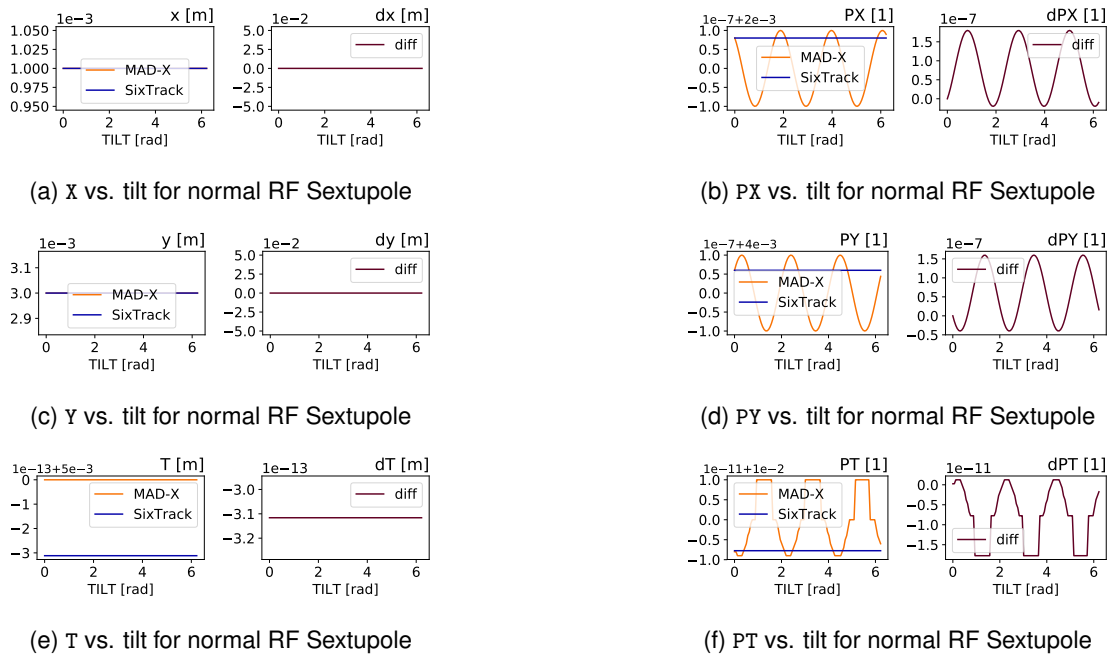 1e−3
x [m]
1.050
1.025
1.000
0.975
0.950
MAD-X
SixTrack
0 2 4 6
TILT [rad]
1e−2
dx [m]
5.0
2.5
0.0
−2.5
−5.0
diff
0 2 4 6
TILT [rad]
(a) X vs. tilt for normal RF Sextupole
1e−7+2e−3
PX [1]
1.0
0.5
0.0
−0.5
−1.0
MAD-X
SixTrack
0 2 4 6
TILT [rad]
1e−7
dPX [1]
1.5
1.0
0.5
0.0
diff
0 2 4 6
TILT [rad]
(b) PX vs. tilt for normal RF Sextupole
1e−3
y [m]
3.1
3.0
2.9
MAD-X
SixTrack
0 2 4 6
TILT [rad]
1e−2
dy [m]
5.0
2.5
0.0
−2.5
−5.0
diff
0 2 4 6
TILT [rad]
(c) Y vs. tilt for normal RF Sextupole
1e−7+4e−3
PY [1]
1.0
0.5
0.0
−0.5
−1.0
MAD-X
SixTrack
0 2 4 6
TILT [rad]
1e−7
dPY [1]
1.5
1.0
0.5
0.0
−0.5
diff
0 2 4 6
TILT [rad]
(d) PY vs. tilt for normal RF Sextupole
1e−13+5e−3
T [m]
0
−1
−2
−3
MAD-X
SixTrack
0 2 4 6
TILT [rad]
1e−13
dT [m]
−3.0
−3.1
−3.2
diff
0 2 4 6
TILT [rad]
(e) T vs. tilt for normal RF Sextupole
1e−11+1e−2
PT [1]
1.0
0.5
0.0
−0.5
−1.0
MAD-X
SixTrack
0 2 4 6
TILT [rad]
1e−11
dPT [1]
0.0
−0.5
−1.0
−1.5
diff
0 2 4 6
TILT [rad]
(f) PT vs. tilt for normal RF Sextupole